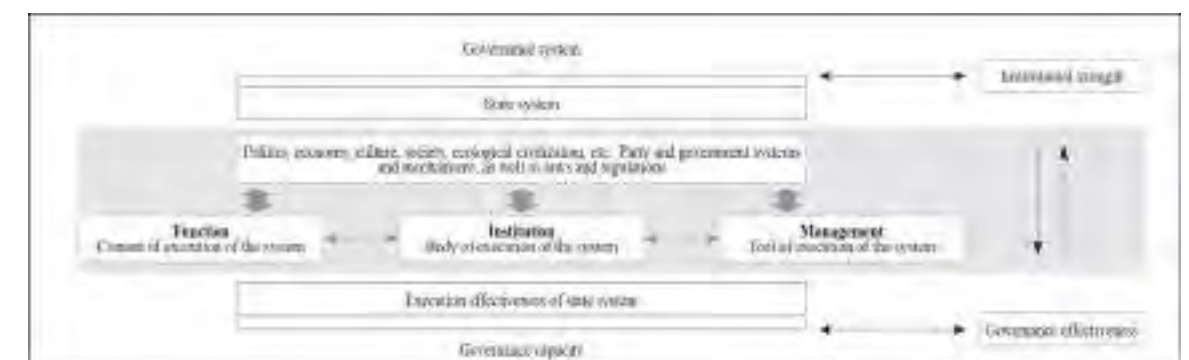 Governance system
Institutional strength
State system
Politics, economy, culture, society, ecological civilization, etc. Party and government systems
and mechanisms, as well as laws and regulations
Function
Content of execution of the system
Institution
Body of execution of the system
Management
Tool of execution of the system
Execution effectiveness of state system
Governance effectiveness
Governance capacity